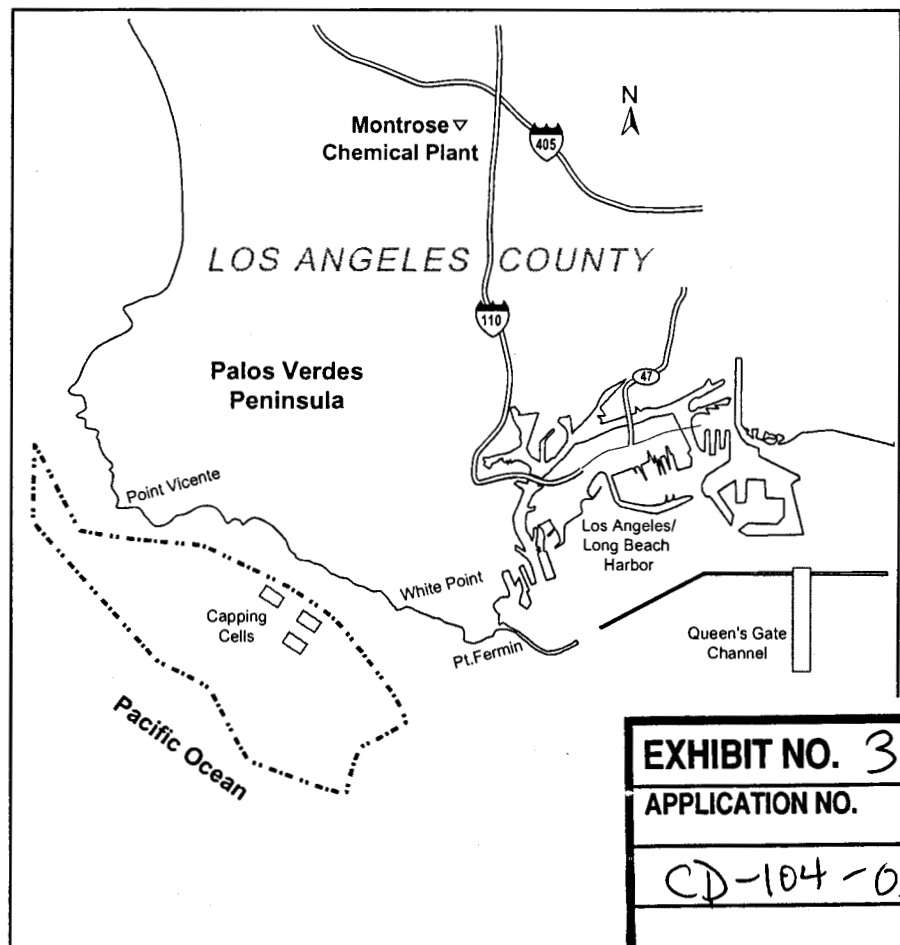 N
Montrose
Chemical Plant
405
LOS ANGELES COUNTY
110
Palos Verdes
Peninsula
47
Point Vicente
Los Angeles/
Long Beach
Harbor
White Point
Capping
Cells
Queen's Gate
Channel
Pt.Fermin
Pacific Ocean
EXHIBIT NO. 3
APPLICATION NO.
CD-104-0